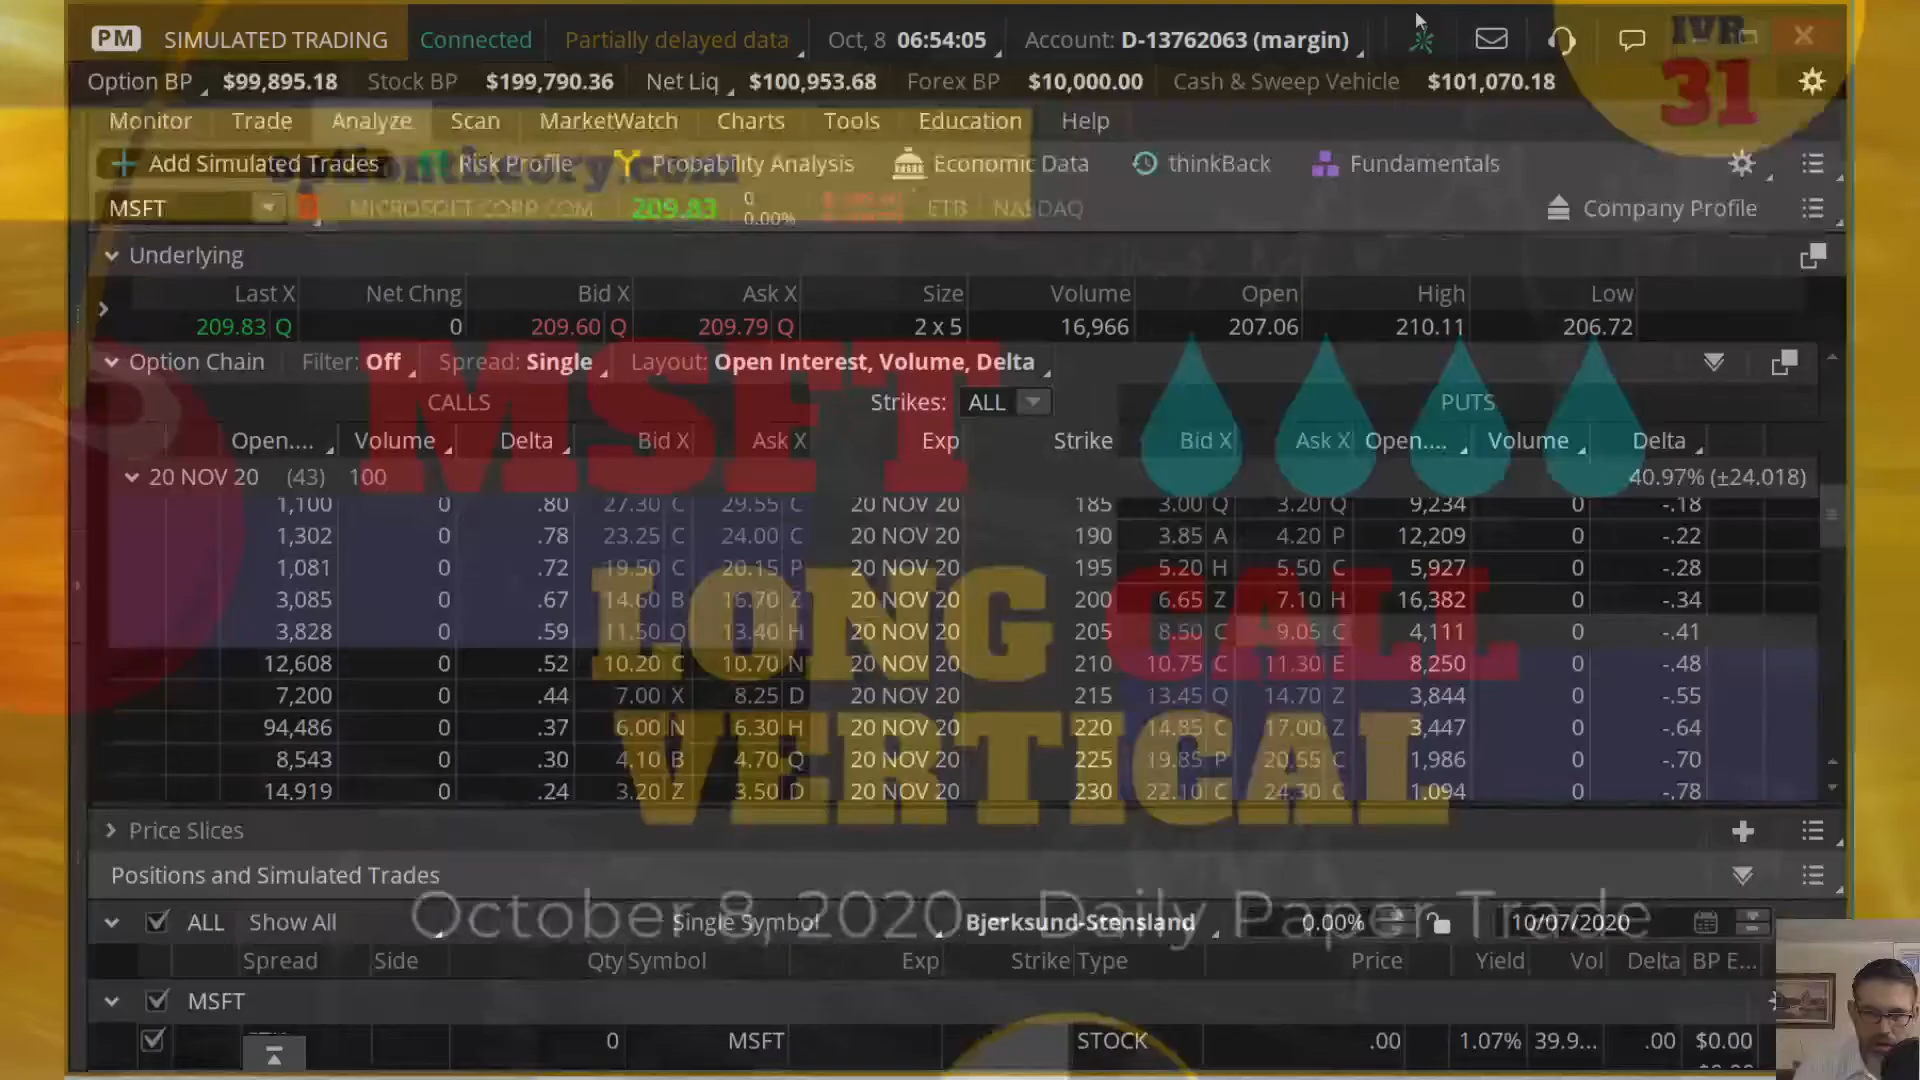 PM SIMULATED TRADING Connected Partially delayed data Oct, 8 06:54:05 Account: D-13762063 (margin) IVR
31
Option BP $99,895.18 Stock BP $199,790.36 Net Liq $100,953.68 Forex BP $10,000.00 Cash & Sweep Vehicle $101,070.18
Monitor Trade Analyze Scan MarketWatch Charts Tools Education Help
Add Simulated Trades Risk Profile Probability Analysis Economic Data thinkBack Fundamentals
optiontheory.com
MSFT MICROSOFT CORP COM 209.83 0 0.00% ETB NASDAQ Company Profile
Underlying
Last X Net Chng Bid X Ask X Size Volume Open High Low
209.83 Q 0 209.60 Q 209.79 Q 2 x 5 16,966 207.06 210.11 206.72
Option Chain Filter: Off Spread: Single Layout: Open Interest, Volume, Delta
MSFT
CALLS Strikes: ALL PUTS
Open.... Volume Delta Bid X Ask X Exp Strike Bid X Ask X Open.... Volume Delta
20 NOV 20 (43) 100 40.97% (±24.018)
1,100 0 .80 27.30 C 29.55 C 20 NOV 20 185 3.00 Q 3.20 Q 9,234 0 -.18
1,302 0 .78 23.25 C 24.00 C 20 NOV 20 190 3.85 A 4.20 P 12,209 0 -.22
1,081 0 .72 19.50 C 20.15 P 20 NOV 20 195 5.20 H 5.50 C 5,927 0 -.28
3,085 0 .67 14.60 B 16.70 Z 20 NOV 20 200 6.65 Z 7.10 H 16,382 0 -.34
3,828 0 .59 11.50 Q 13.40 H 20 NOV 20 205 8.50 C 9.05 C 4,111 0 -.41
LONG CALL
12,608 0 .52 10.20 C 10.70 N 20 NOV 20 210 10.75 C 11.30 E 8,250 0 -.48
7,200 0 .44 7.00 X 8.25 D 20 NOV 20 215 13.45 Q 14.70 Z 3,844 0 -.55
94,486 0 .37 6.00 N 6.30 H 20 NOV 20 220 14.85 C 17.00 Z 3,447 0 -.64
8,543 0 .30 4.10 B 4.70 Q 20 NOV 20 225 19.85 P 20.55 C 1,986 0 -.70
VERTICAL
14,919 0 .24 3.20 Z 3.50 D 20 NOV 20 230 22.10 C 24.30 C 1,094 0 -.78
Price Slices
Positions and Simulated Trades
October 8, 2020 Daily Paper Trade
ALL Show All Single Symbol Bjerksund-Stensland 0.00% 10/07/2020
Spread Side Qty Symbol Exp Strike Type Price Yield Vol Delta BP E...
MSFT
0 MSFT STOCK .00 1.07% 39.9... .00 $0.00